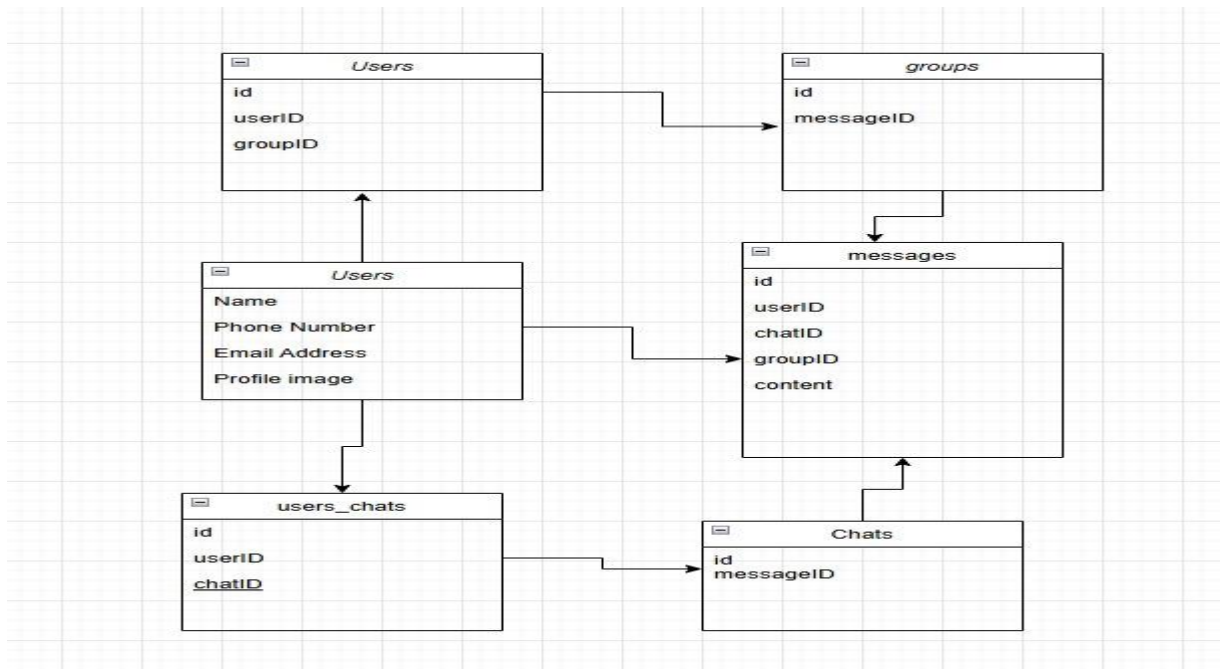 Users
id
userID
groupID
groups
id
messageID
Users
Name
Phone Number
Email Address
Profile image
messages
id
userID
chatID
groupID
content
users_chats
id
userID
chatID
Chats
id
messageID